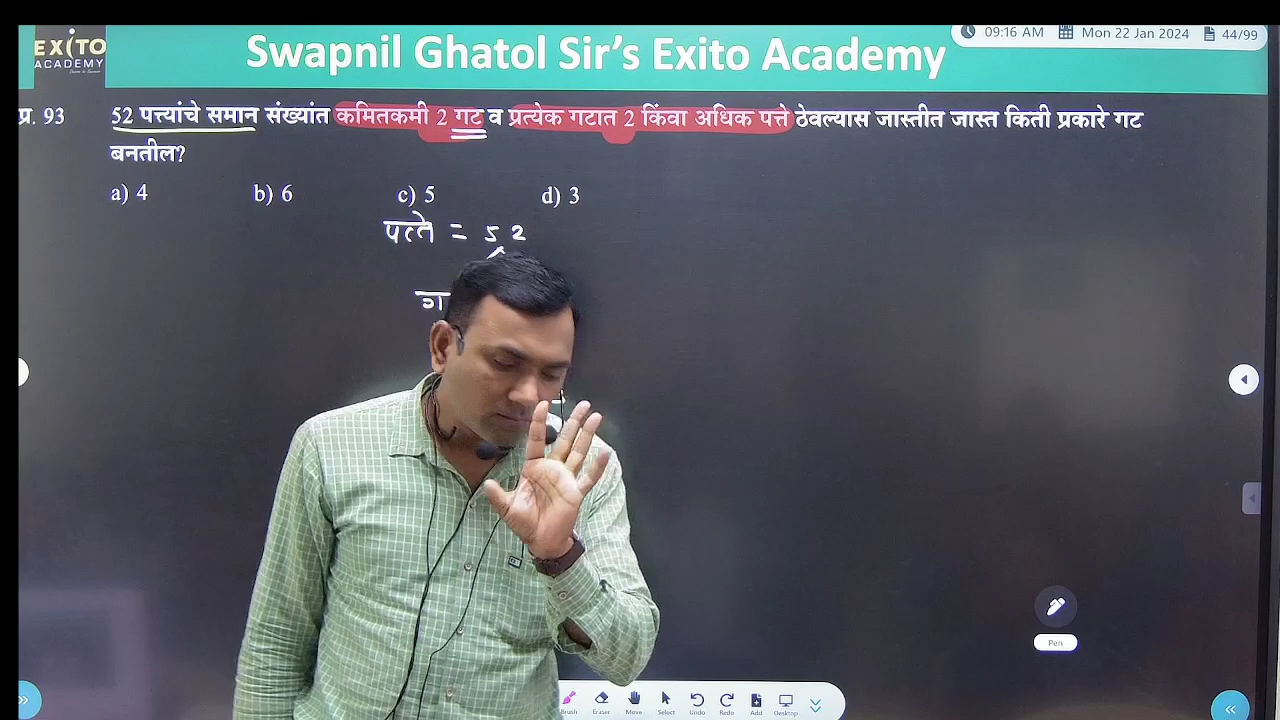 EXiTO
ACADEMY
Swapnil Ghatol Sir's Exito Academy
09:16 AM Mon 22 Jan 2024 44/99
प्र. 93 52 पत्त्यांचे समान संख्यांत कमितकमी 2 गट व प्रत्येक गटात 2 किंवा अधिक पत्ते ठेवल्यास जास्तीत जास्त किती प्रकारे गट
बनतील?
a) 4 b) 6 c) 5 d) 3
पत्ते = 52
Pen
Brush Eraser Move Select Undo Redo Add Desktop